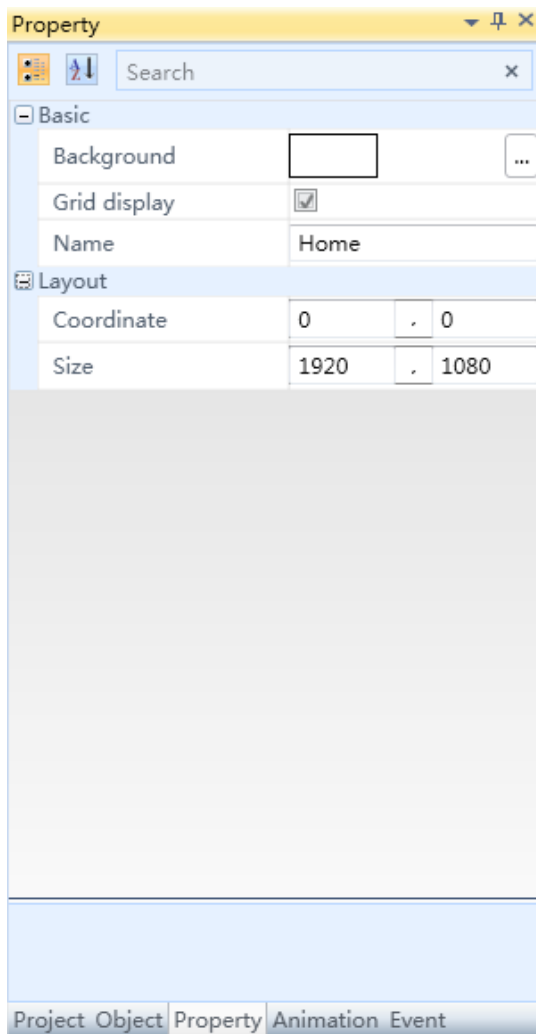 Property
Search
Basic
Background ...
Grid display
Name Home
Layout
Coordinate 0 , 0
Size 1920 , 1080
Project Object Property Animation Event